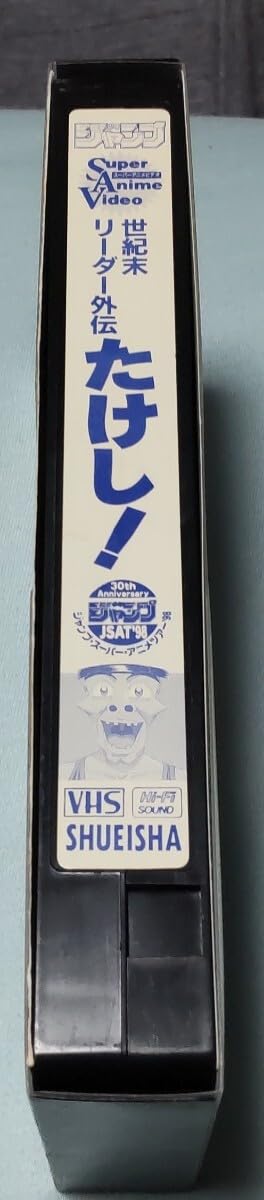 ジャンプ
Super
スーパーアニメビデオ
Anime
Video
世紀末
リーダー外伝
たけし!
30th
Anniversary
ジャンプ
JSAT'98
ジャンプ・スーパー・アニメツアー'98
VHS
Hi-Fi
SOUND
SHUEISHA